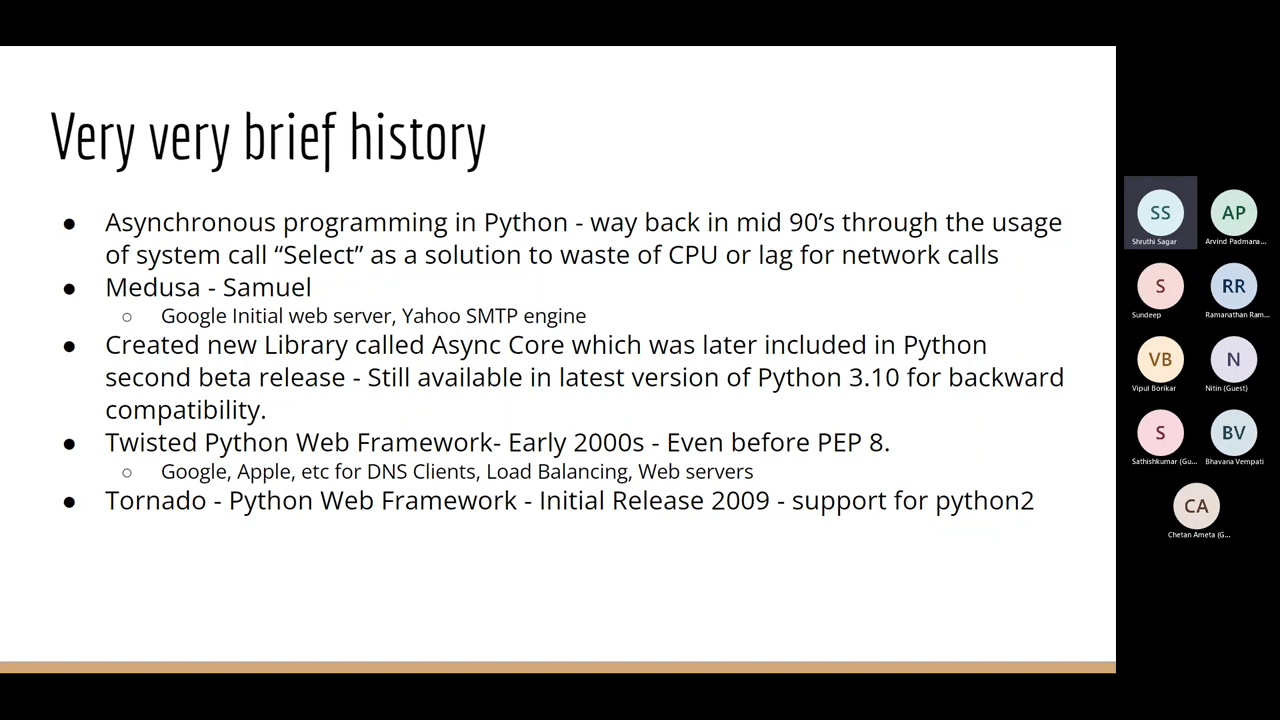 Very very brief history
● Asynchronous programming in Python - way back in mid 90’s through the usage
of system call “Select” as a solution to waste of CPU or lag for network calls
● Medusa - Samuel
○ Google Initial web server, Yahoo SMTP engine
● Created new Library called Async Core which was later included in Python
second beta release - Still available in latest version of Python 3.10 for backward
compatibility.
● Twisted Python Web Framework- Early 2000s - Even before PEP 8.
○ Google, Apple, etc for DNS Clients, Load Balancing, Web servers
● Tornado - Python Web Framework - Initial Release 2009 - support for python2
SS
AP
Shruthi Sagar
Arvind Padmana...
S
RR
Sundeep
Ramanathan Ram...
VB
N
Vipul Borikar
Nitin (Guest)
S
BV
Sathishkumar (Gu...
Bhavana Vempati
CA
Chetan Ameta (G...